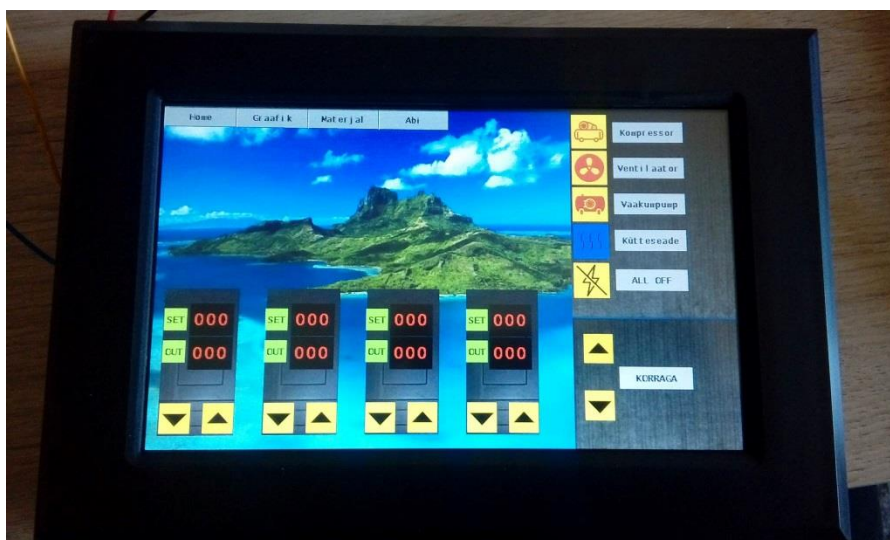 Home Graafik Materjal Abi
Kompressor
Ventilaator
Vaakumpump
Kütteseade
ALL OFF
SET 000 SET 000 SET 000 SET 000
OUT 000 OUT 000 OUT 000 OUT 000
KORRAGA